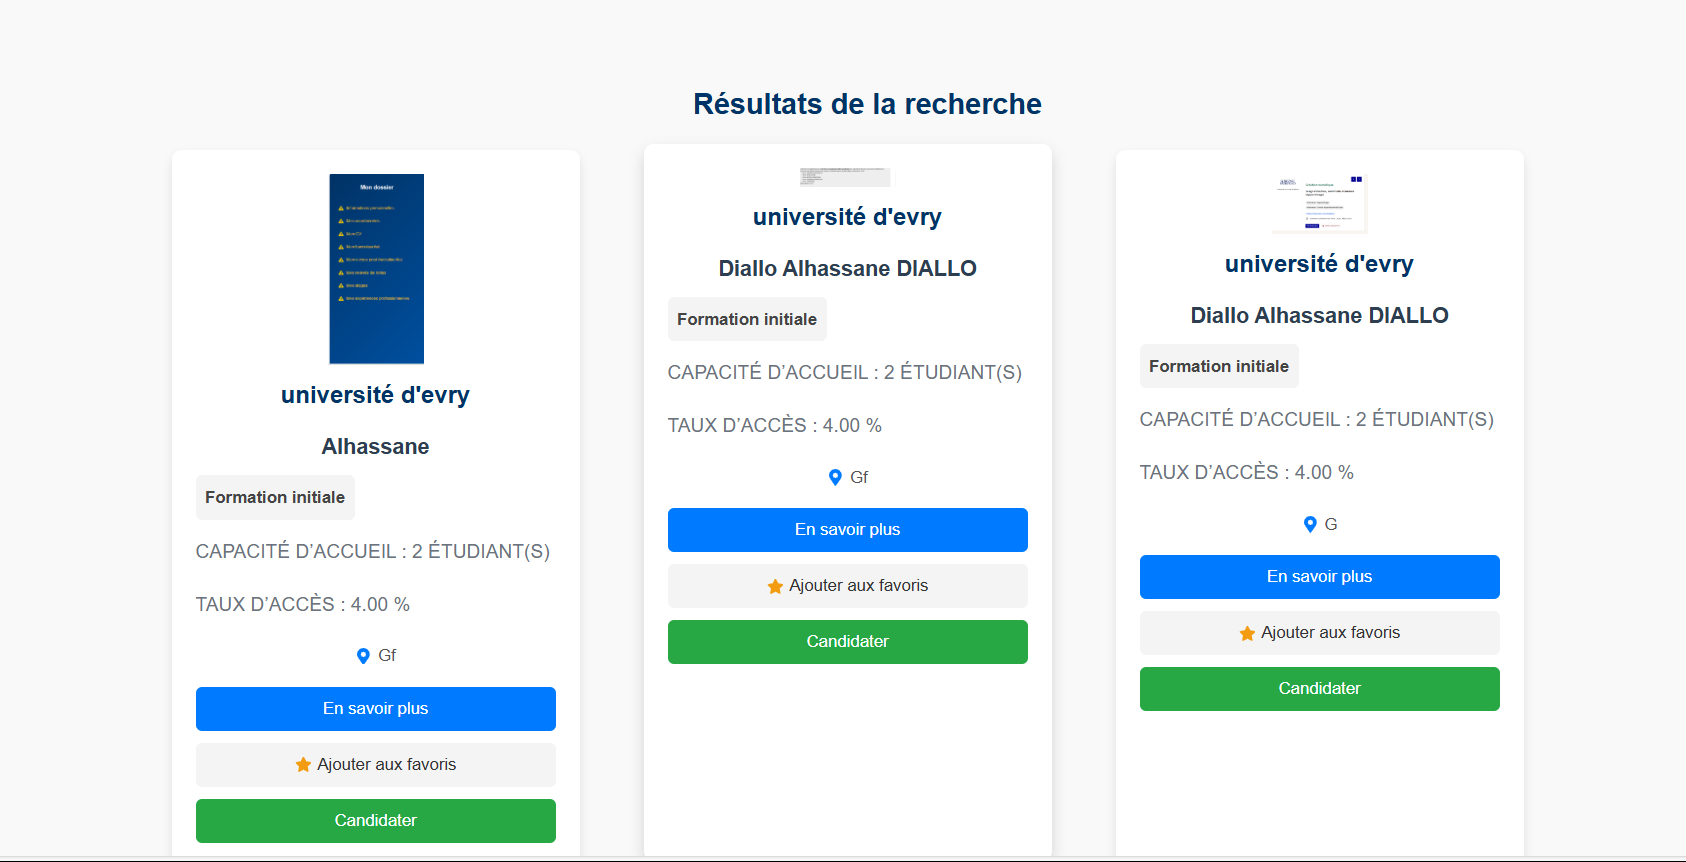 Résultats de la recherche
Mon dossier
Informations personnelles
université d'evry
Alhassane
Formation initiale
CAPACITÉ D’ACCUEIL : 2 ÉTUDIANT(S)
TAUX D’ACCÈS : 4.00 %
Gf
En savoir plus
Ajouter aux favoris
Candidater
université d'evry
Diallo Alhassane DIALLO
Formation initiale
CAPACITÉ D’ACCUEIL : 2 ÉTUDIANT(S)
TAUX D’ACCÈS : 4.00 %
Gf
En savoir plus
Ajouter aux favoris
Candidater
université d'evry
Diallo Alhassane DIALLO
Formation initiale
CAPACITÉ D’ACCUEIL : 2 ÉTUDIANT(S)
TAUX D’ACCÈS : 4.00 %
G
En savoir plus
Ajouter aux favoris
Candidater